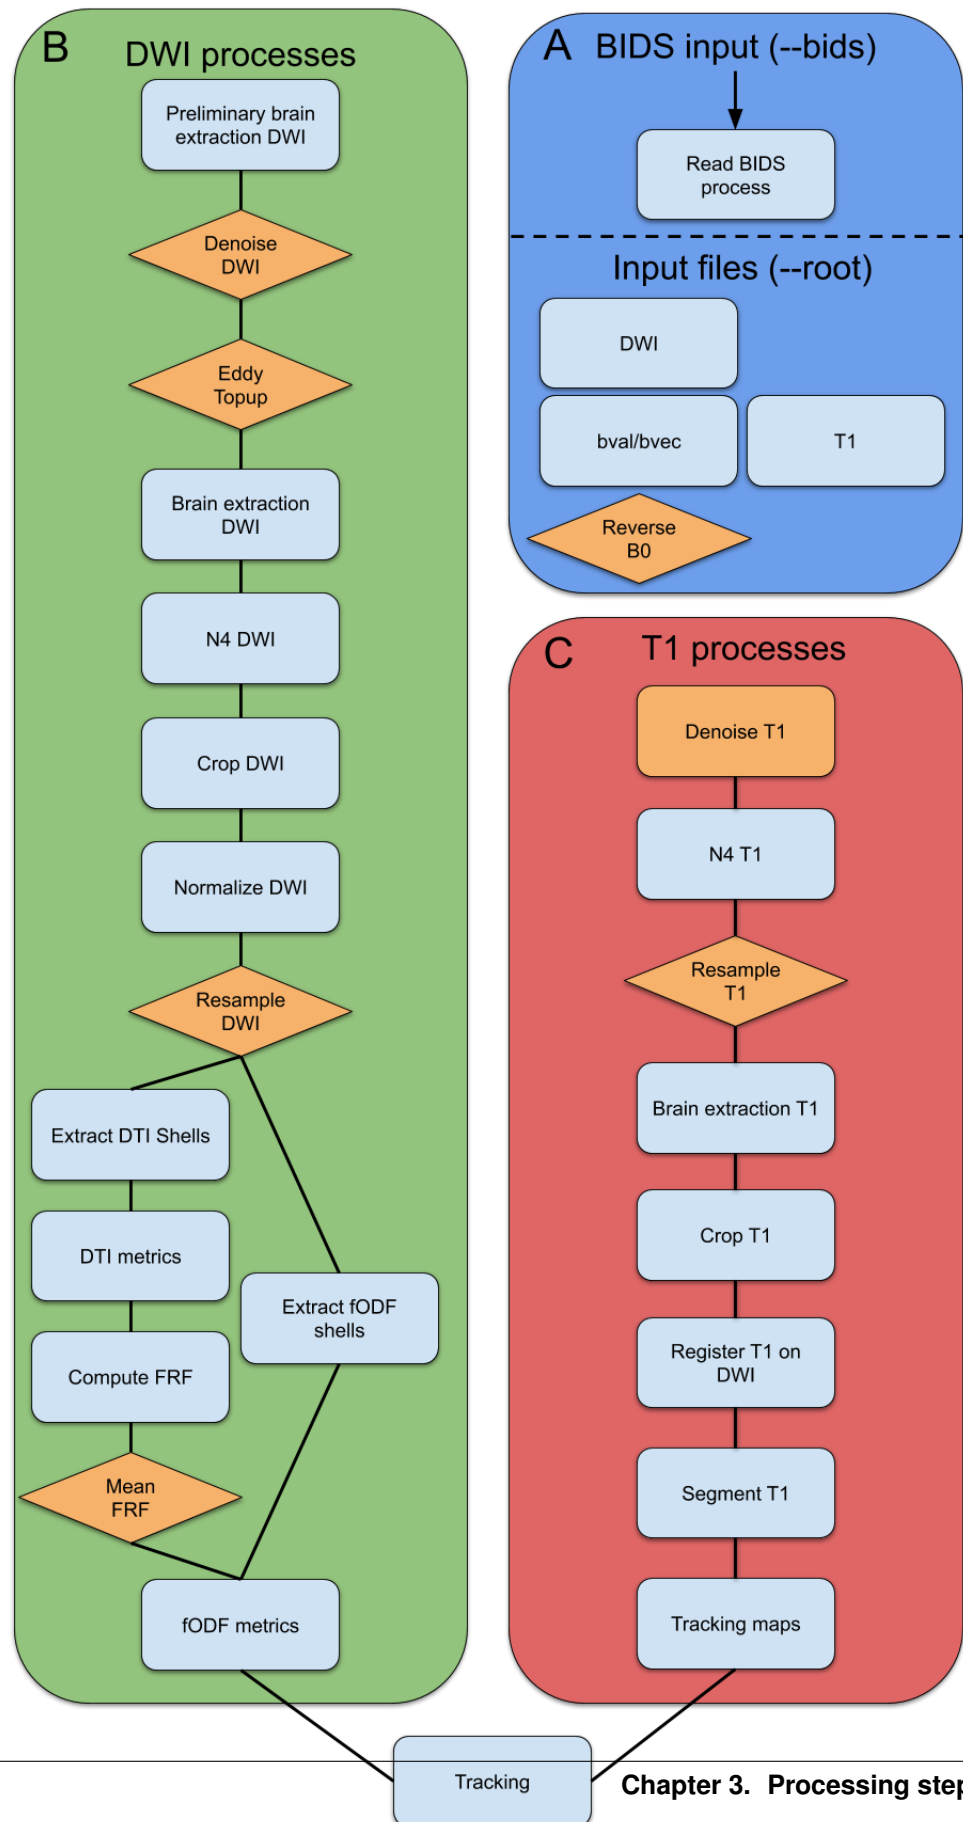 B
DWI processes
Preliminary brain
extraction DWI
Denoise
DWI
Eddy
Topup
Brain extraction
DWI
N4 DWI
Crop DWI
Normalize DWI
Resample
DWI
Extract DTI Shells
DTI metrics
Compute FRF
Mean
FRF
Extract fODF
shells
fODF metrics
A
BIDS input (--bids)
Read BIDS
process
Input files (--root)
DWI
bval/bvec
T1
Reverse
B0
C
T1 processes
Denoise T1
N4 T1
Resample
T1
Brain extraction T1
Crop T1
Register T1 on
DWI
Segment T1
Tracking maps
Tracking
Chapter 3. Processing step